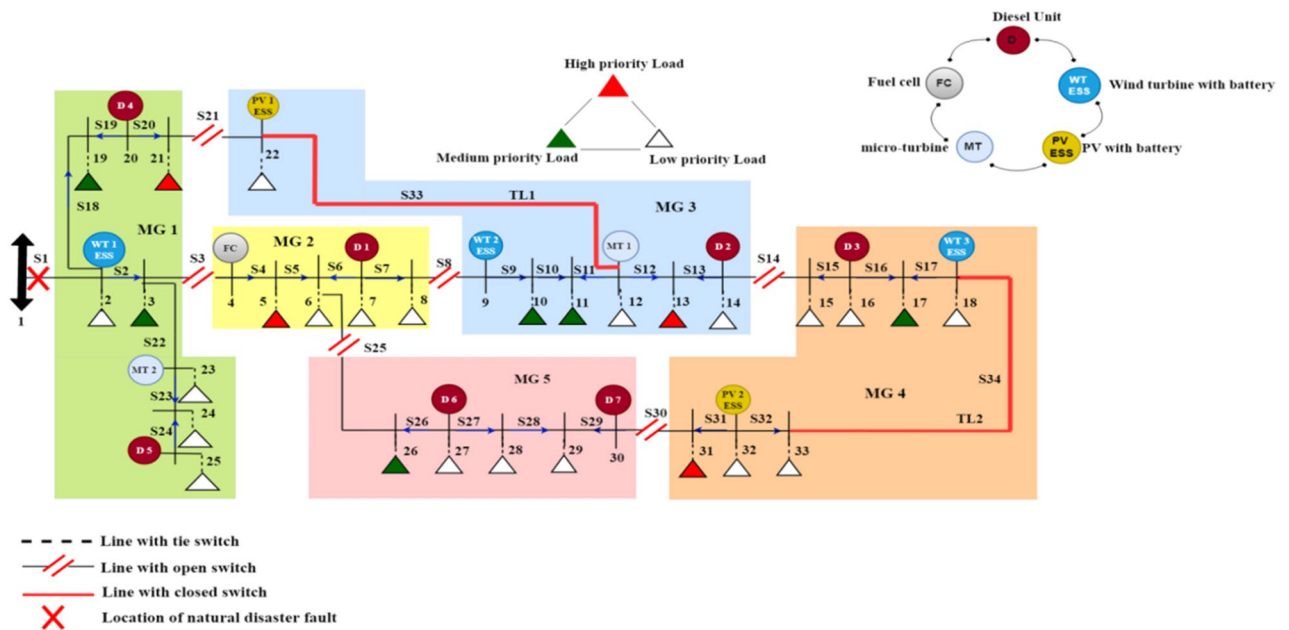 Diesel Unit
D
Fuel cell
FC
WT
ESS
Wind turbine with battery
micro-turbine
MT
PV
ESS
PV with battery
High priority Load
Medium priority Load
Low priority Load
D 4
S19
S20
S21
19
20
21
S18
PV 1
ESS
22
S33
TL1
MG 3
MG 1
S1
1
WT 1
ESS
S2
S3
2
3
MG 2
FC
S4
S5
S6
D 1
S7
S8
4
5
6
7
8
WT 2
ESS
S9
S10
S11
MT 1
S12
S13
D 2
S14
9
10
11
12
13
14
S15
D 3
S16
S17
WT 3
ESS
15
16
17
18
S22
S25
MT 2
23
S23
24
S24
D 5
25
MG 5
S26
D 6
S27
S28
S29
D 7
S30
26
27
28
29
30
S34
MG 4
TL2
S31
PV 2
ESS
S32
31
32
33
Line with tie switch
Line with open switch
Line with closed switch
Location of natural disaster fault